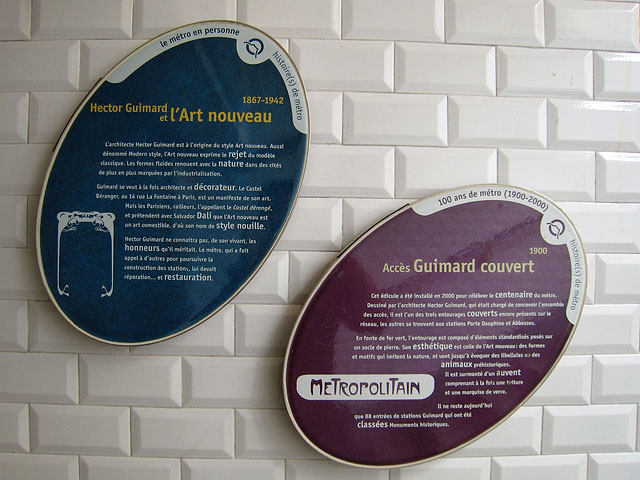 le métro en personne
histoire(s) de métro
1867-1942
Hector Guimard
et l'Art nouveau
L'architecte Hector Guimard est à l'origine du style Art nouveau. Aussi
dénommé Modern style, l'Art nouveau exprime le rejet du modèle
classique. Les formes fluides renouent avec la nature dans des cités
de plus en plus marquées par l'industrialisation.
Guimard se veut à la fois architecte et décorateur. Le Castel
Béranger, au 14 rue La Fontaine à Paris, est un manifeste de son art.
Mais les Parisiens, railleurs, l'appellent le Castel dérangé,
et prétendent avec Salvador Dali que l'Art nouveau est
un art comestible, d'où son nom de style nouille.
Hector Guimard ne connaitra pas, de son vivant, les
honneurs qu'il méritait. Le métro, qui a fait
appel à d'autres pour poursuivre la
construction des stations, lui devait
réparation... et restauration.
100 ans de métro (1900-2000)
histoire(s) de métro
1900
Accès Guimard couvert
Cet édicule a été installé en 2000 pour célébrer le centenaire du métro.
Dessiné par l'architecte Hector Guimard, qui était chargé de concevoir l'ensemble
des accès, il est l'un des trois entourages couverts encore présents sur le
réseau, les autres se trouvant aux stations Porte Dauphine et Abbesses.
En fonte de fer vert, l'entourage est composé d'éléments standardisés posés sur
un socle de pierre. Son esthétique est celle de l'Art nouveau : des formes
et motifs qui imitent la nature, et vont jusqu'à évoquer des libellules ou des
animaux préhistoriques.
Il est surmonté d'un auvent
comprenant à la fois une toiture
et une marquise de verre.
METROPOLITAIN
Il ne reste aujourd'hui
que 88 entrées de stations Guimard qui ont été
classées Monuments historiques.